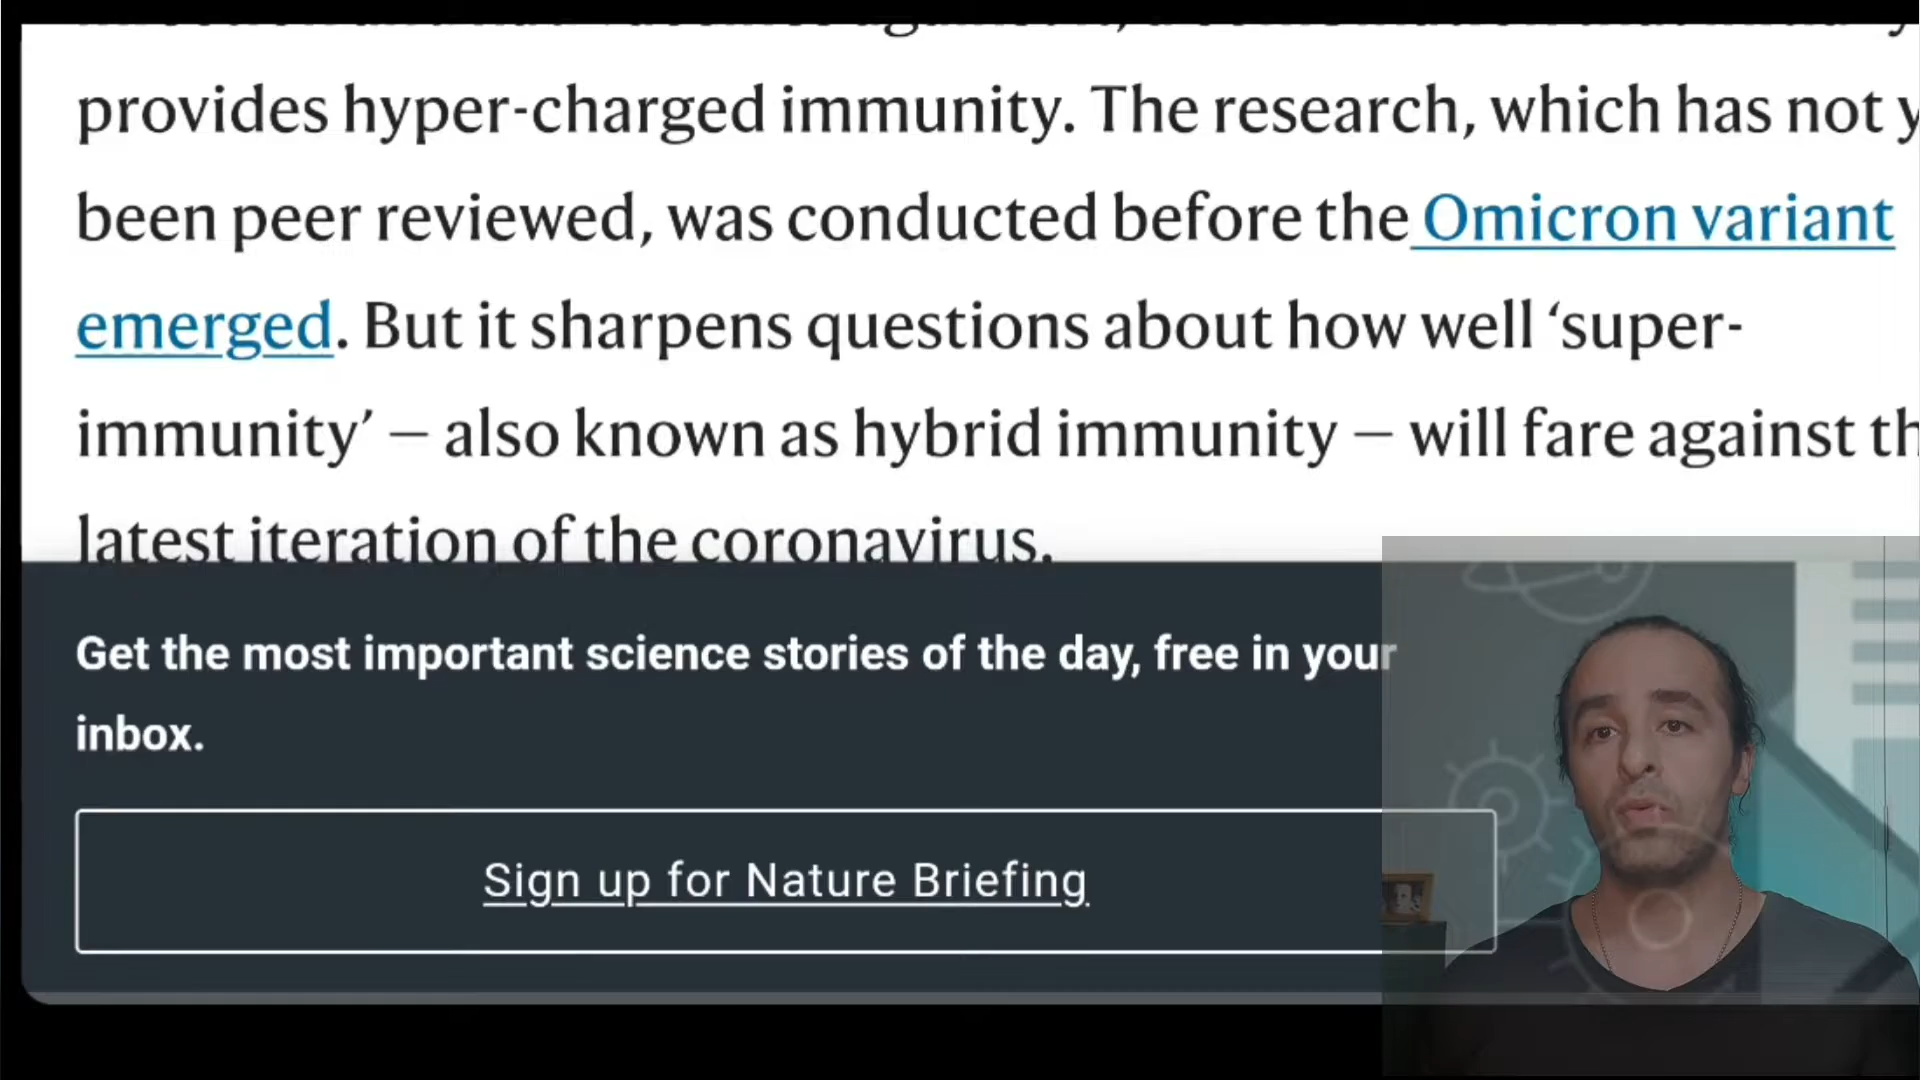 provides hyper-charged immunity. The research, which has not
been peer reviewed, was conducted before the Omicron variant
emerged. But it sharpens questions about how well ‘super-
immunity’ – also known as hybrid immunity – will fare against
latest iteration of the coronavirus.
Get the most important science stories of the day, free in your
inbox.
Sign up for Nature Briefing